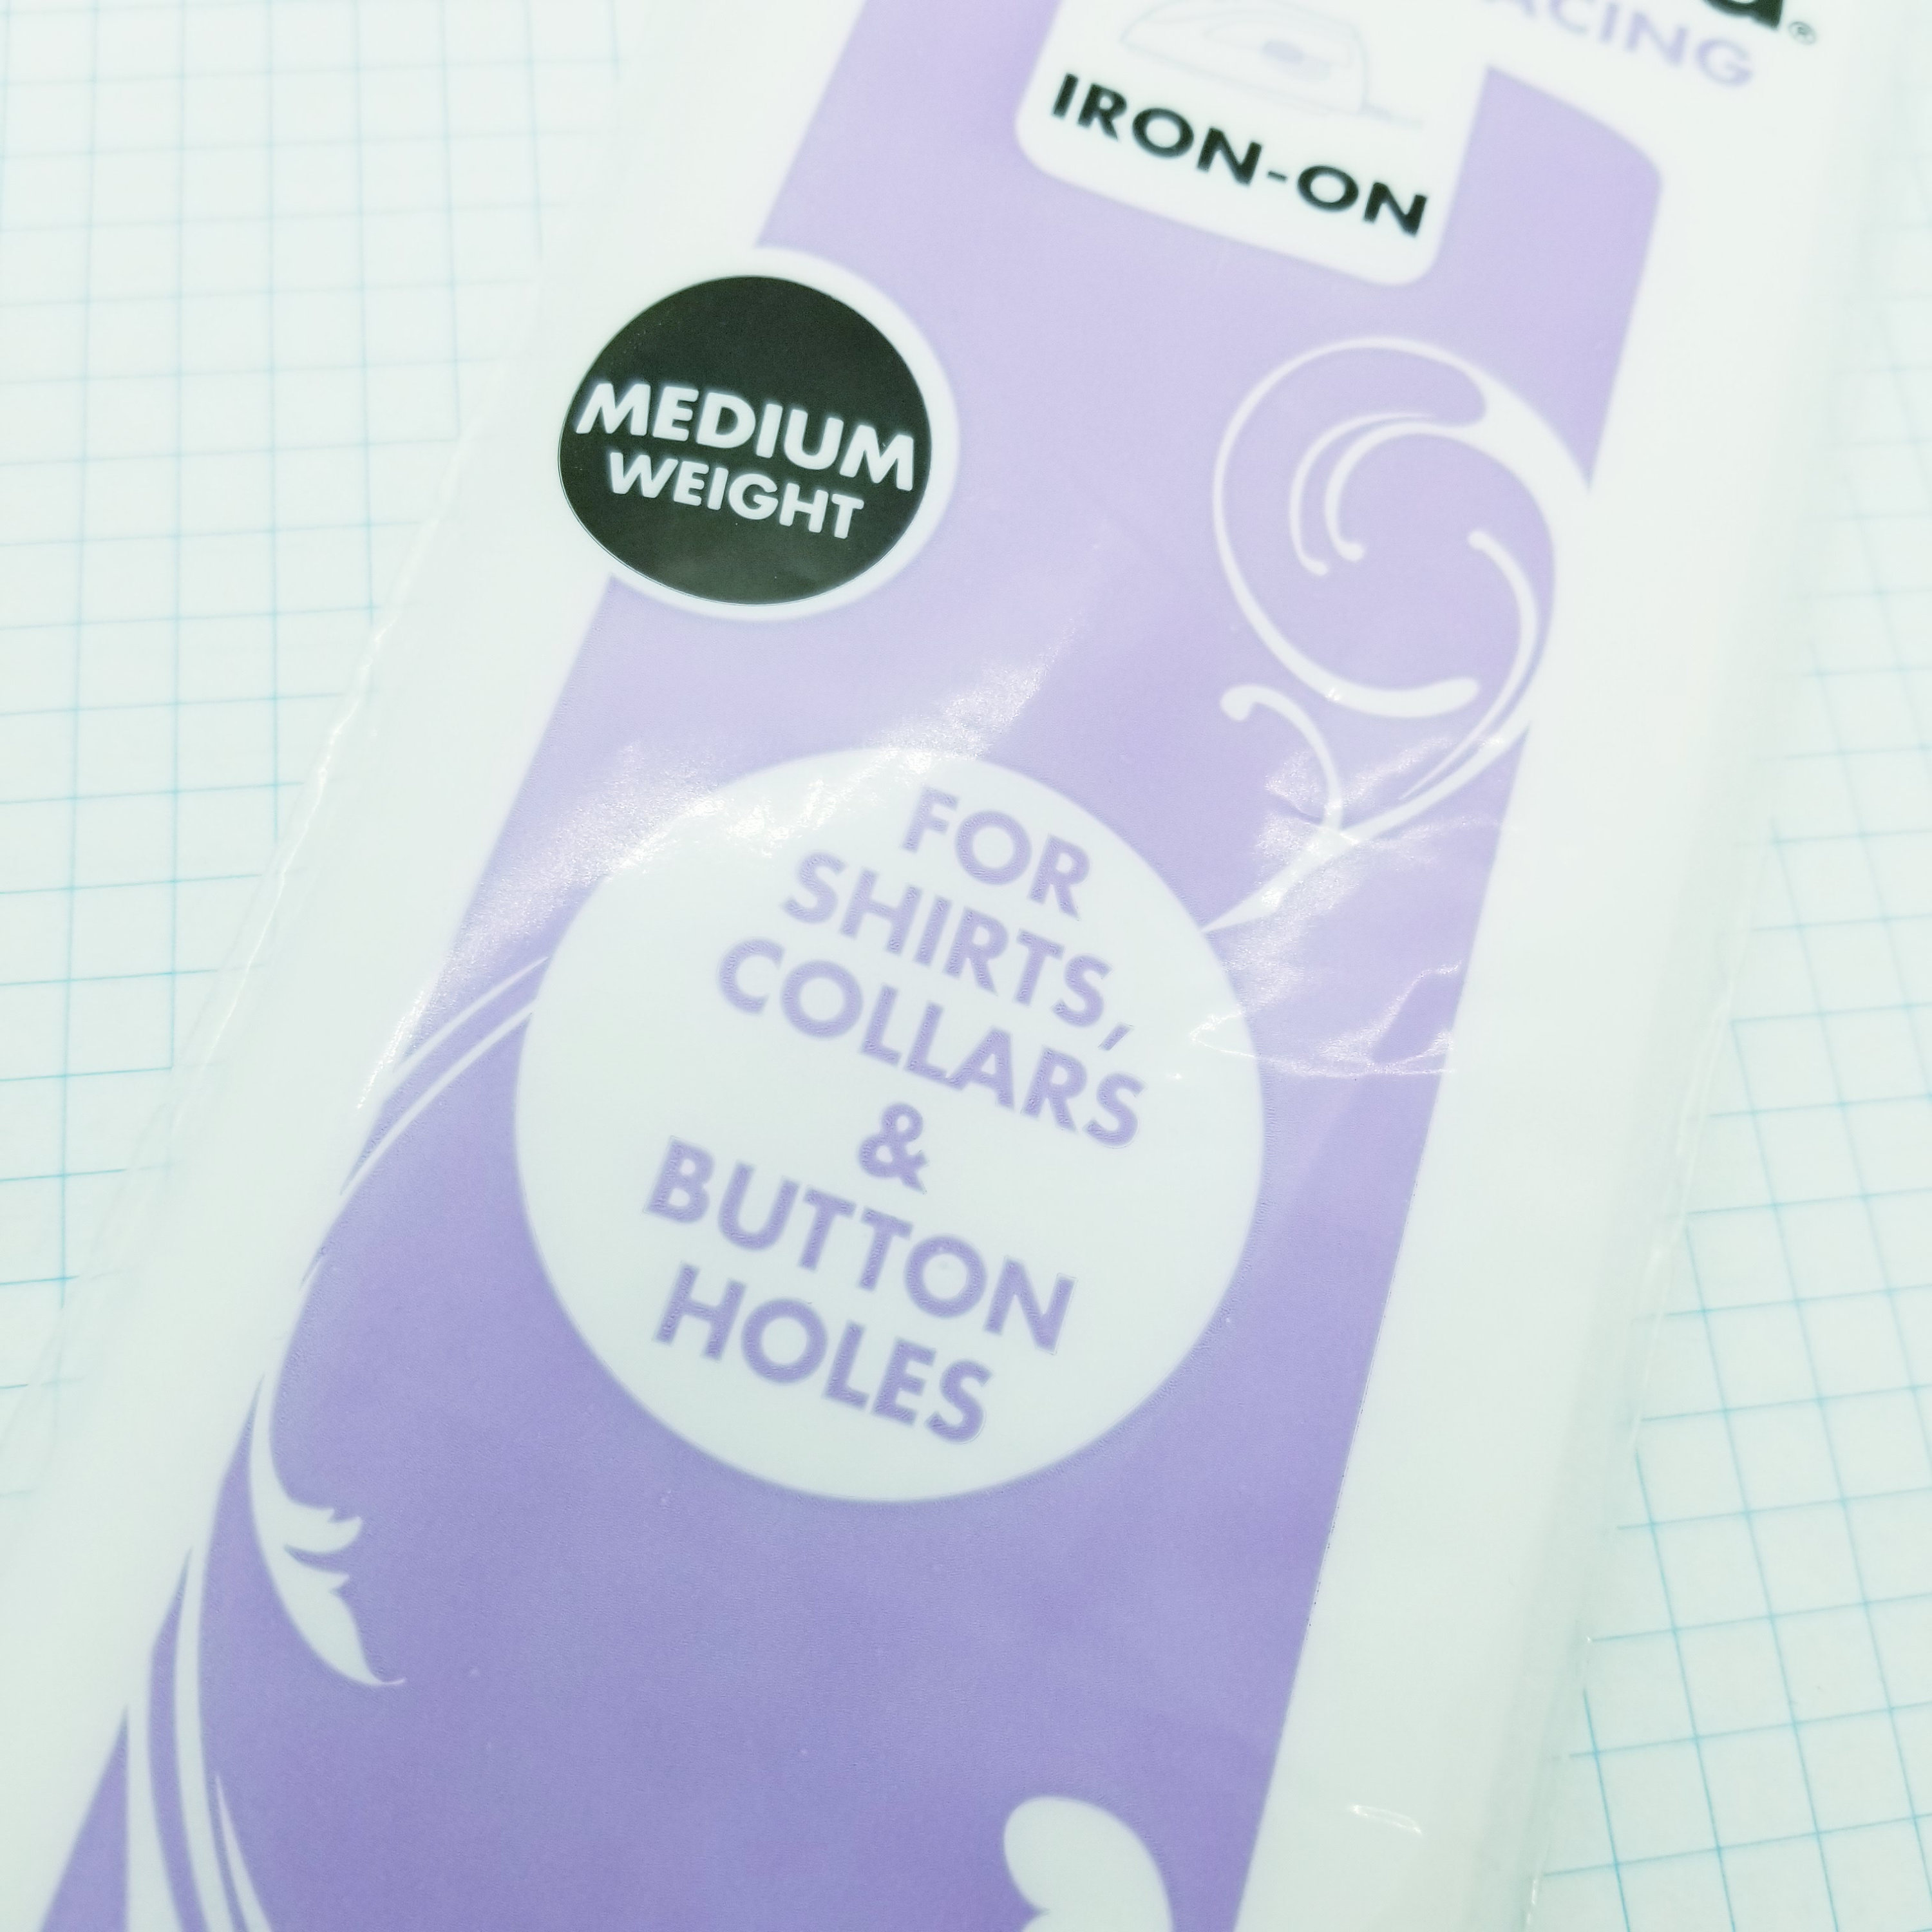 IRON-ON
MEDIUM
WEIGHT
FOR
SHIRTS,
COLLARS
&
BUTTON
HOLES